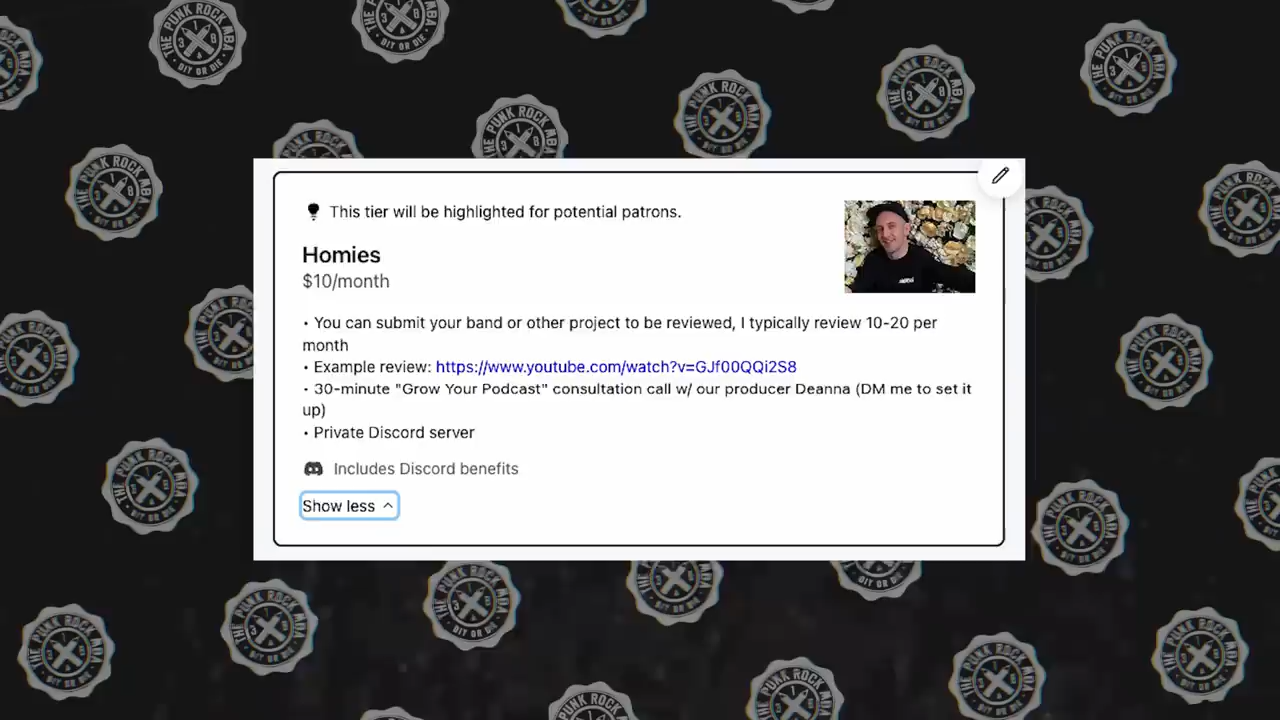 This tier will be highlighted for potential patrons.
Homies
$10/month
• You can submit your band or other project to be reviewed, I typically review 10-20 per
month
• Example review: https://www.youtube.com/watch?v=GJf00QQi2S8
• 30-minute "Grow Your Podcast" consultation call w/ our producer Deanna (DM me to set it
up)
• Private Discord server
Includes Discord benefits
Show less
THE PUNK ROCK MBA
DIY OR DIE